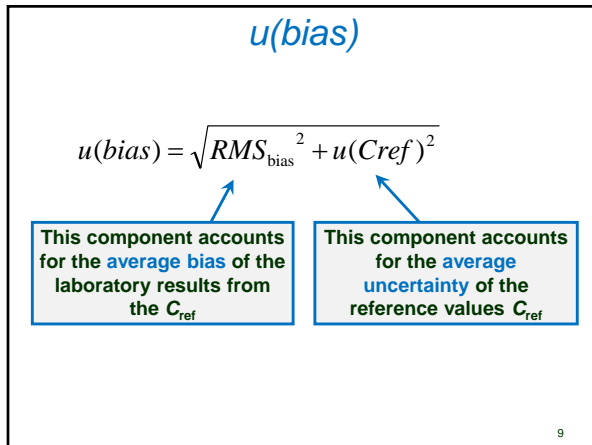 u(bias)
u(bias) = √RMS_bias² + u(Cref)²
This component accounts
for the average bias of the
laboratory results from
the C_ref
This component accounts
for the average
uncertainty of the
reference values C_ref
9